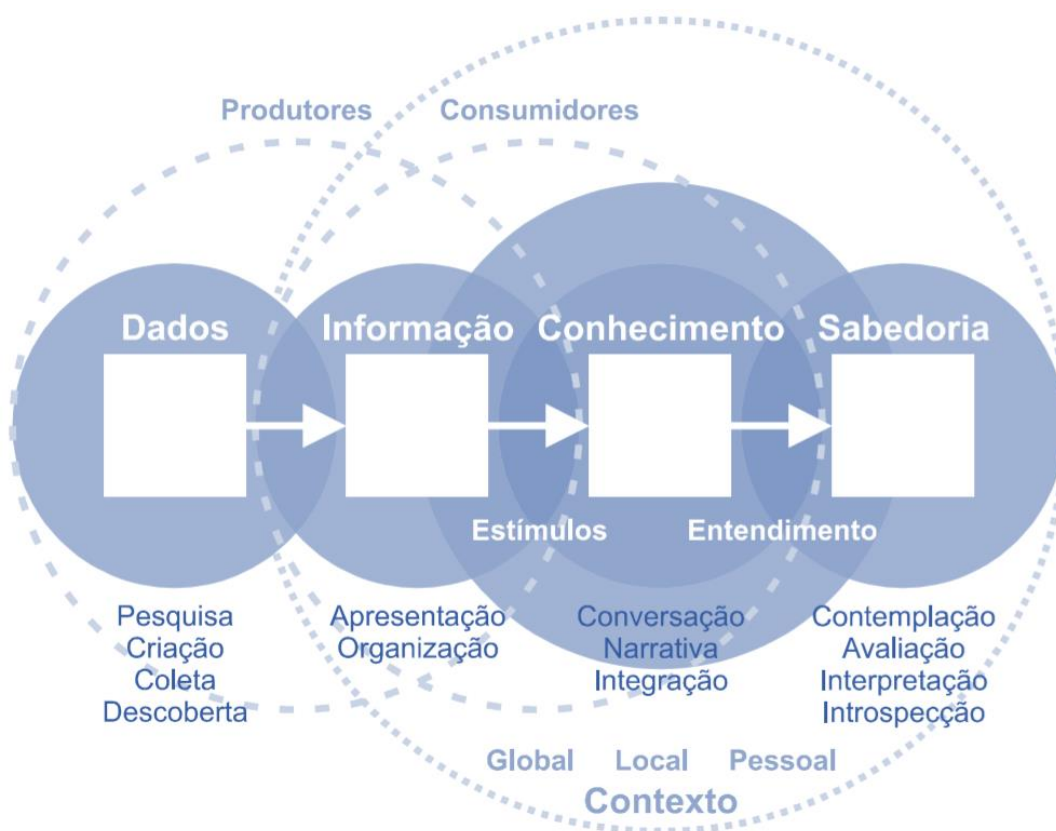 Produtores Consumidores
Dados Informação Conhecimento Sabedoria
Estímulos Entendimento
Pesquisa
Criação
Coleta
Descoberta
Apresentação
Organização
Conversação
Narrativa
Integração
Contemplação
Avaliação
Interpretação
Introspecção
Global Local Pessoal
Contexto